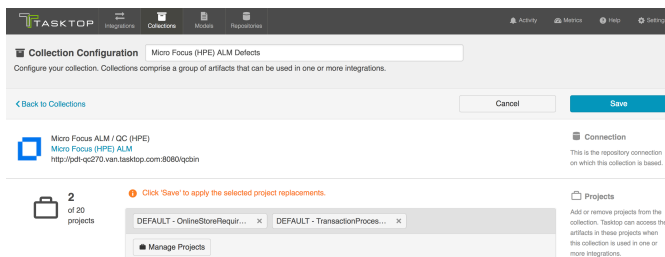 TASKTOP
Integrations
Collections
Models
Repositories
Activity
Metrics
Help
Setting
Collection Configuration
Micro Focus (HPE) ALM Defects
Configure your collection. Collections comprise a group of artifacts that can be used in one or more integrations.
Back to Collections
Cancel
Save
Micro Focus ALM / QC (HPE)
Micro Focus (HPE) ALM
http://pdt-qc270.van.tasktop.com:8080/qcbin
Connection
This is the repository connection
on which this collection is based.
2
of 20
projects
Click 'Save' to apply the selected project replacements.
DEFAULT - OnlineStoreRequir... ×
DEFAULT - TransactionProces... ×
Manage Projects
Projects
Add or remove projects from the
collection. Tasktop can access the
artifacts in these projects when
this collection is used in one or
more integrations.